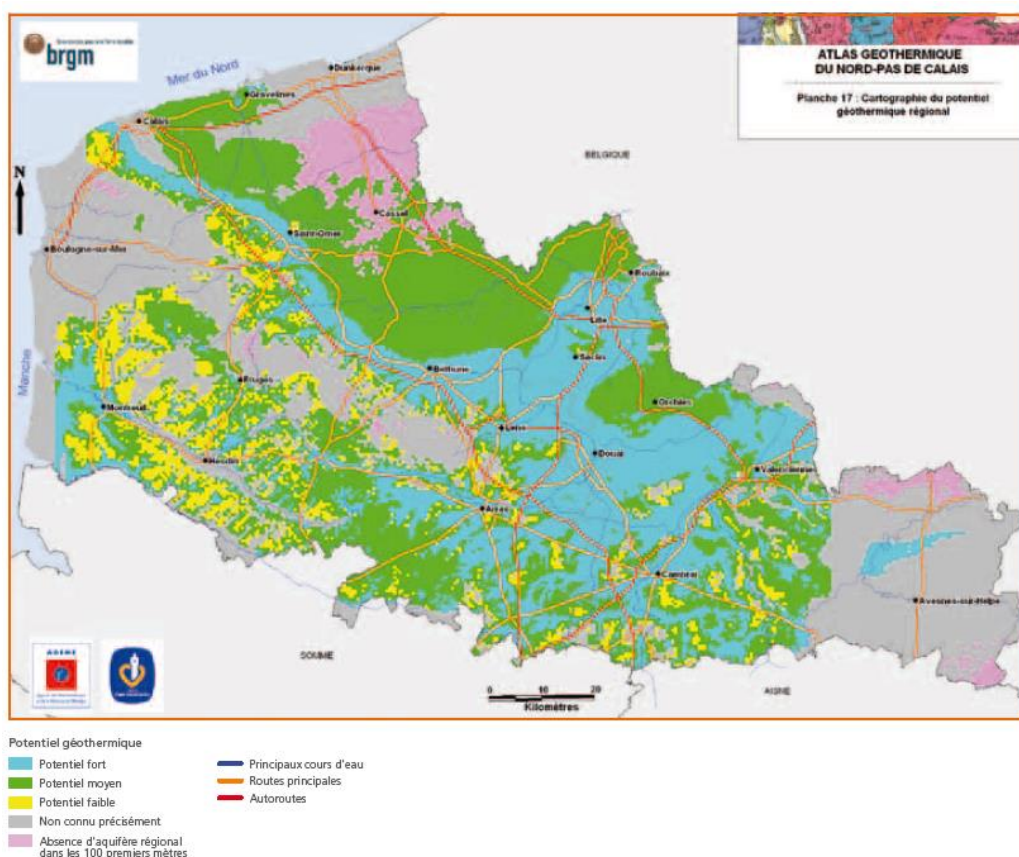 brgm
ATLAS GEOTHERMIQUE
DU NORD-PAS DE CALAIS
Planche 17 : Cartographie du potentiel
géothermique régional
Mer du Nord
Dunkerque
Gravelines
Calais
BELGIQUE
N
Cassel
Saint-Omer
Boulogne-sur-Mer
Roubaix
Lille
Seclin
Manche
Béthune
Fruges
Orchies
Montreuil
Lens
Douai
Hesdin
Valenciennes
Arras
Cambrai
Avesnes-sur-Helpe
SOMME
AISNE
ADEME
0 10 20
Kilomètres
Potentiel géothermique
Potentiel fort
Potentiel moyen
Potentiel faible
Non connu précisément
Absence d'aquifère régional
dans les 100 premiers mètres
Principaux cours d'eau
Routes principales
Autoroutes